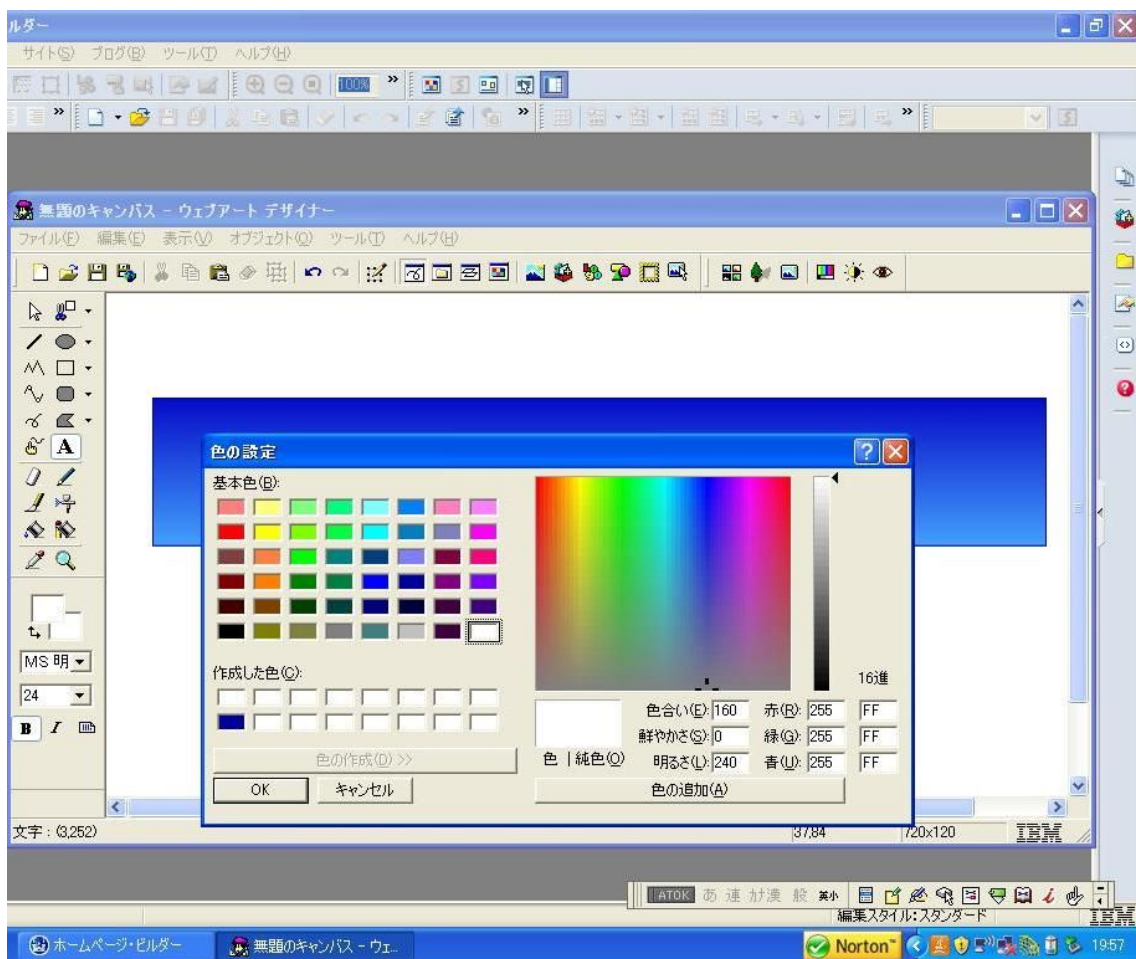 ルダー
サイト(S) ブログ(B) ツール(T) ヘルプ(H)
100% »
» »  »
無題のキャンバス - ウェブアート デザイナー
ファイル(F) 編集(E) 表示(V) オブジェクト(O) ツール(T) ヘルプ(H)
A
MS 明
24
B I
色の設定
基本色(B):
作成した色(C):
色の作成(D) >>
OK キャンセル
16進
色合い(E): 160 赤(R): 255 FF
鮮やかさ(S): 0 緑(G): 255 FF
色 | 純色(O) 明るさ(L): 240 青(U): 255 FF
色の追加(A)
文字 : (3,252) 37,84 720x120 IBM
ATOK あ 連 ｶﾅ漢 般 英小
編集スタイル:スタンダード IBM
ホームページ・ビルダー 無題のキャンバス - ウェ... Norton™ 19:57